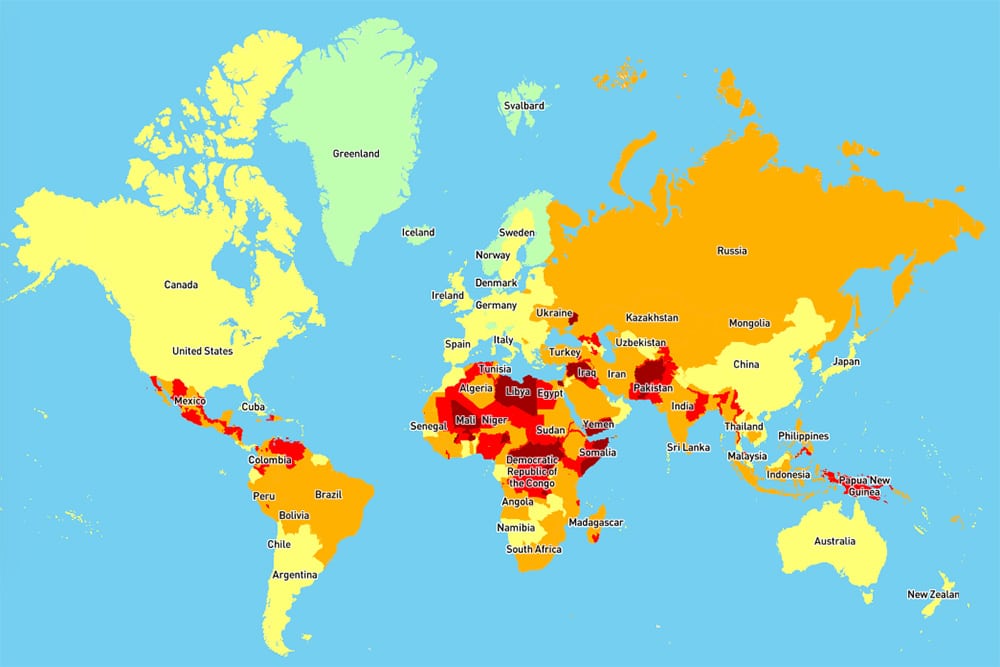 Svalbard
Greenland
Iceland
Sweden
Norway
Russia
Canada
Denmark
Ireland
Germany
Ukraine
Kazakhstan
Mongolia
Uzbekistan
United States
Spain
Italy
Turkey
China
Japan
Tunisia
Iraq
Iran
Algeria
Libya
Egypt
Pakistan
Mexico
Cuba
India
Senegal
Mali
Niger
Sudan
Yemen
Thailand
Philippines
Sri Lanka
Colombia
Democratic
Republic of
the Congo
Somalia
Malaysia
Indonesia
Papua New
Guinea
Peru
Brazil
Angola
Bolivia
Namibia
Madagascar
Chile
South Africa
Australia
Argentina
New Zealan